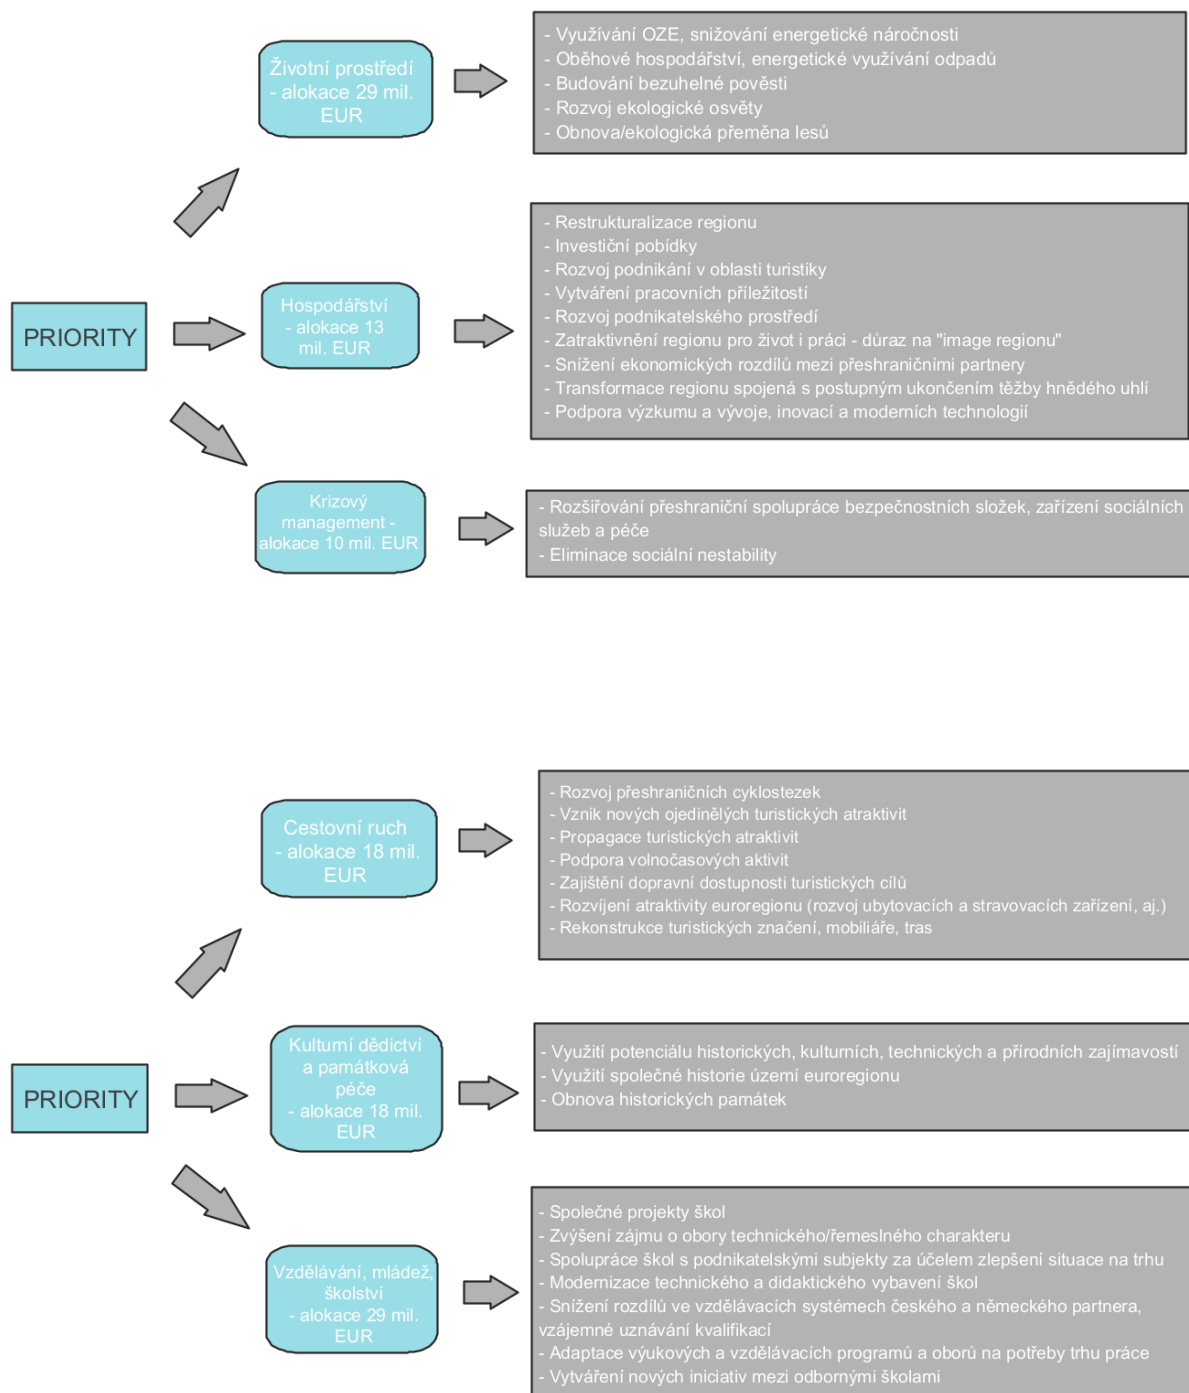 Životní prostředí
- alokace 29 mil.
EUR
- Využívání OZE, snižování energetické náročnosti
- Oběhové hospodářství, energetické využívání odpadů
- Budování bezuhelné pověsti
- Rozvoj ekologické osvěty
- Obnova/ekologická přeměna lesů
PRIORITY
Hospodářství
- alokace 13
mil. EUR
- Restrukturalizace regionu
- Investiční pobídky
- Rozvoj podnikání v oblasti turistiky
- Vytváření pracovních příležitostí
- Rozvoj podnikatelského prostředí
- Zatraktivnění regionu pro život i práci - důraz na "image regionu"
- Snížení ekonomických rozdílů mezi přeshraničními partnery
- Transformace regionu spojená s postupným ukončením těžby hnědého uhlí
- Podpora výzkumu a vývoje, inovací a moderních technologií
Krizový
management -
alokace 10 mil. EUR
- Rozšiřování přeshraniční spolupráce bezpečnostních složek, zařízení sociálních
služeb a péče
- Eliminace sociální nestability
Cestovní ruch
- alokace 18 mil.
EUR
- Rozvoj přeshraničních cyklostezek
- Vznik nových ojedinělých turistických atraktivit
- Propagace turistických atraktivit
- Podpora volnočasových aktivit
- Zajištění dopravní dostupnosti turistických cílů
- Rozvíjení atraktivity euroregionu (rozvoj ubytovacích a stravovacích zařízení, aj.)
- Rekonstrukce turistických značení, mobiliáře, tras
PRIORITY
Kulturní dědictví
a památková
péče
- alokace 18 mil.
EUR
- Využití potenciálu historických, kulturních, technických a přírodních zajímavostí
- Využití společné historie území euroregionu
- Obnova historických památek
Vzdělávání, mládež,
školství
- alokace 29 mil.
EUR
- Společné projekty škol
- Zvýšení zájmu o obory technického/řemeslného charakteru
- Spolupráce škol s podnikatelskými subjekty za účelem zlepšení situace na trhu
- Modernizace technického a didaktického vybavení škol
- Snížení rozdílů ve vzdělávacích systémech českého a německého partnera,
vzájemné uznávání kvalifikací
- Adaptace výukových a vzdělávacích programů a oborů na potřeby trhu práce
- Vytváření nových iniciativ mezi odbornými školami